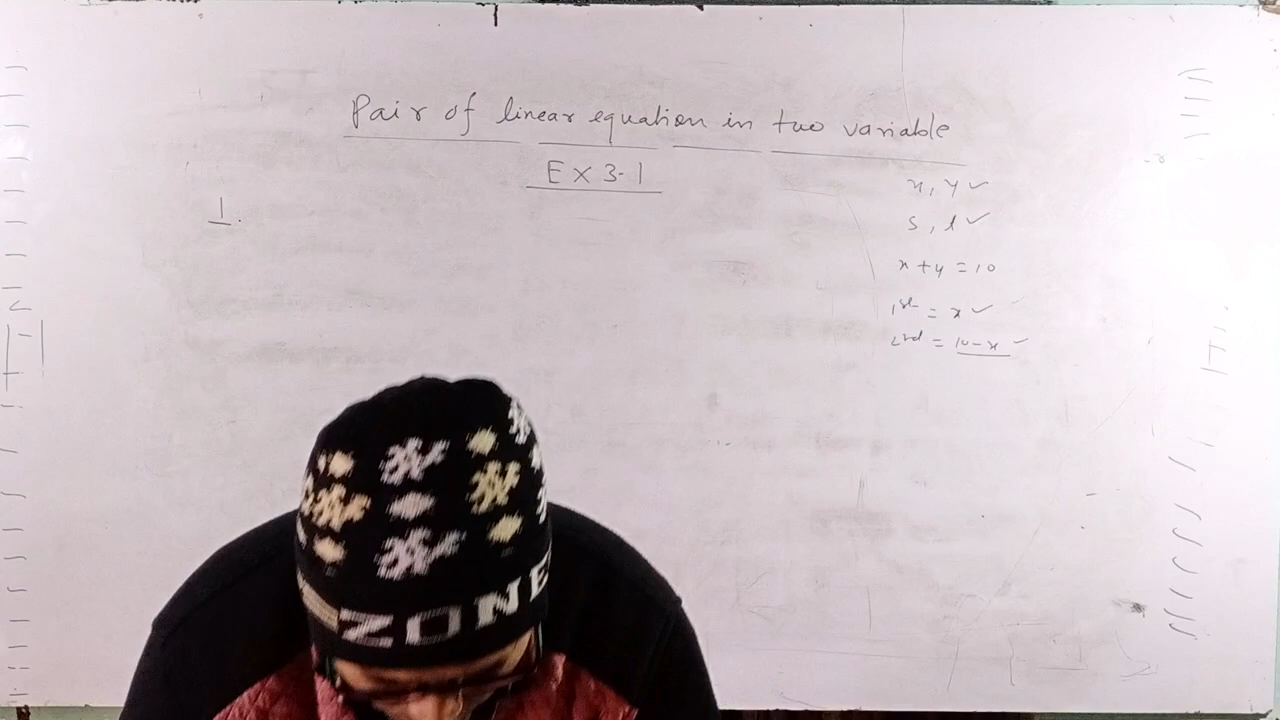 Pair of linear equation in two variable
Ex 3.1
1.
x, y ✓
s, l ✓
x + y = 10
1st = x ✓
2nd = 10 - x ✓
ZONE